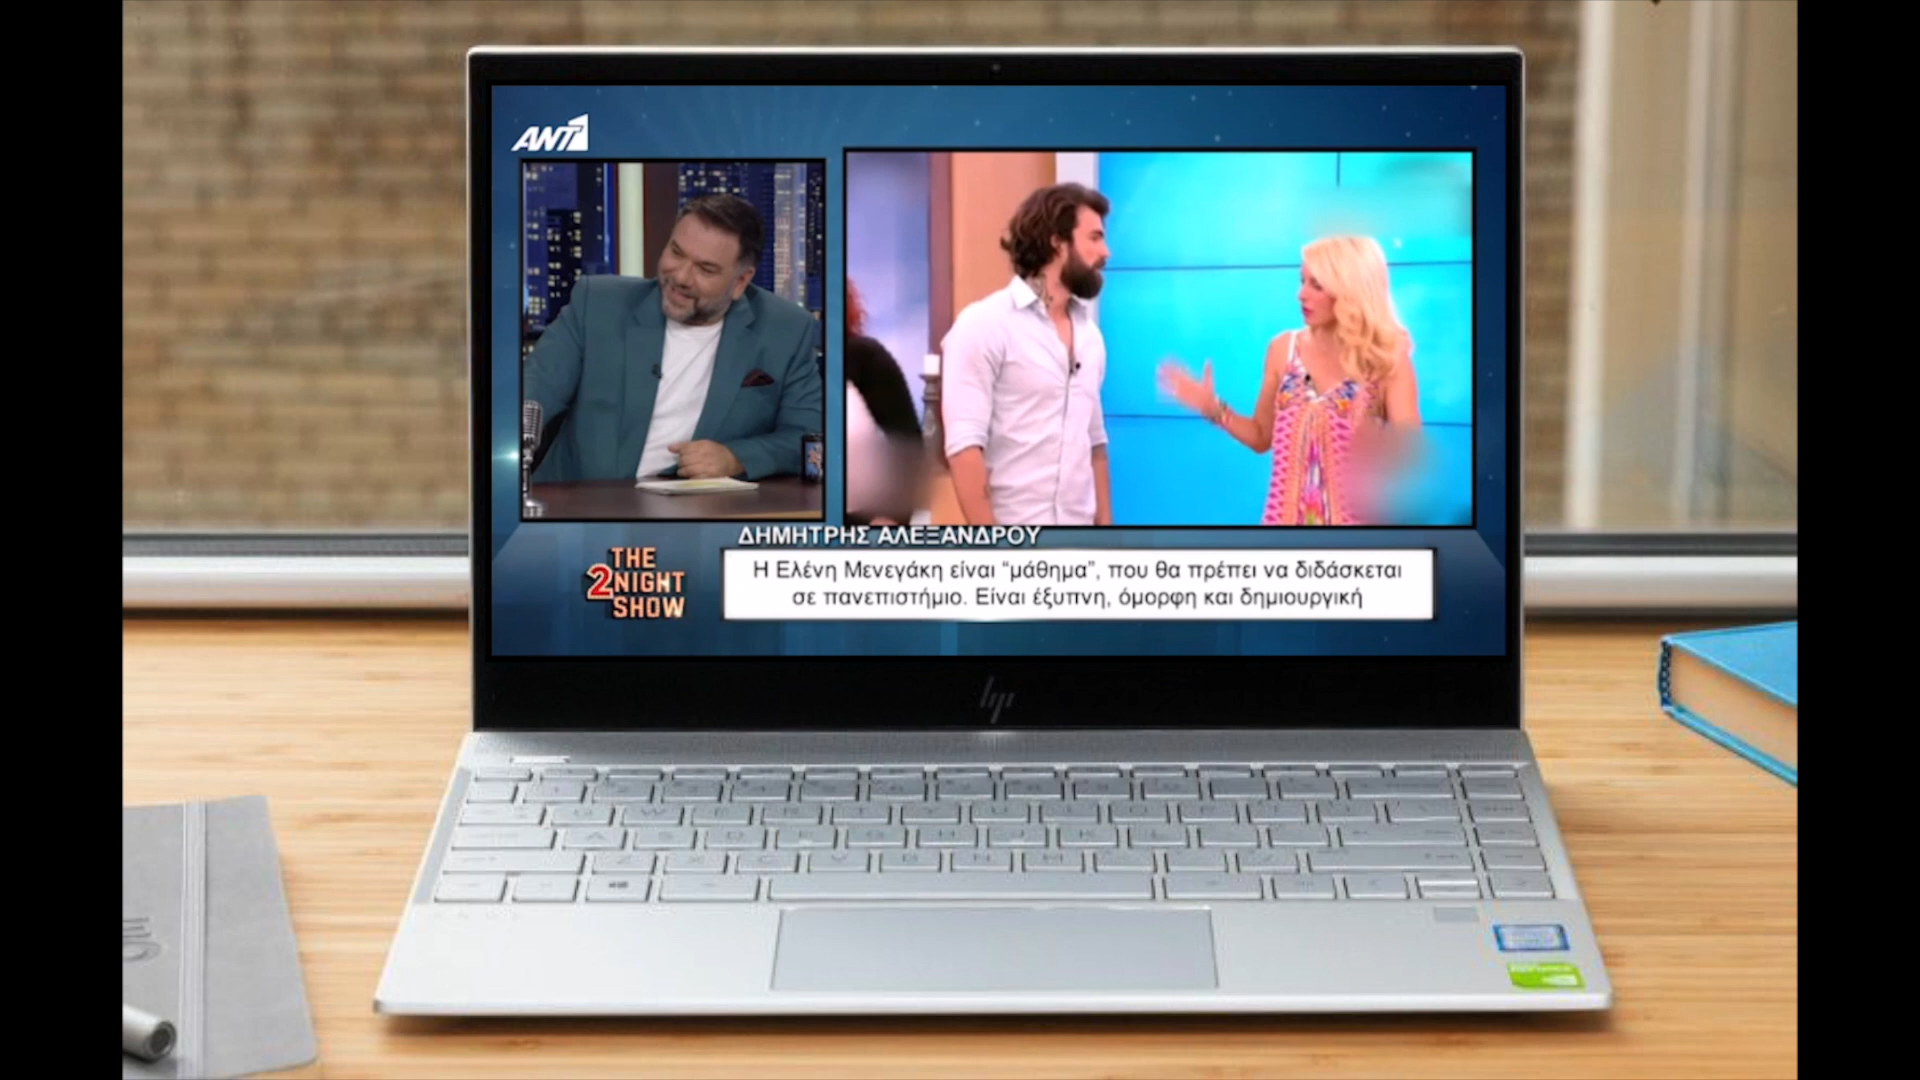 ANT1
ΔΗΜΗΤΡΗΣ ΑΛΕΞΑΝΔΡΟΥ
THE
2NIGHT
SHOW
Η Ελένη Μενεγάκη είναι “μάθημα”, που θα πρέπει να διδάσκεται
σε πανεπιστήμιο. Είναι έξυπνη, όμορφη και δημιουργική
hp